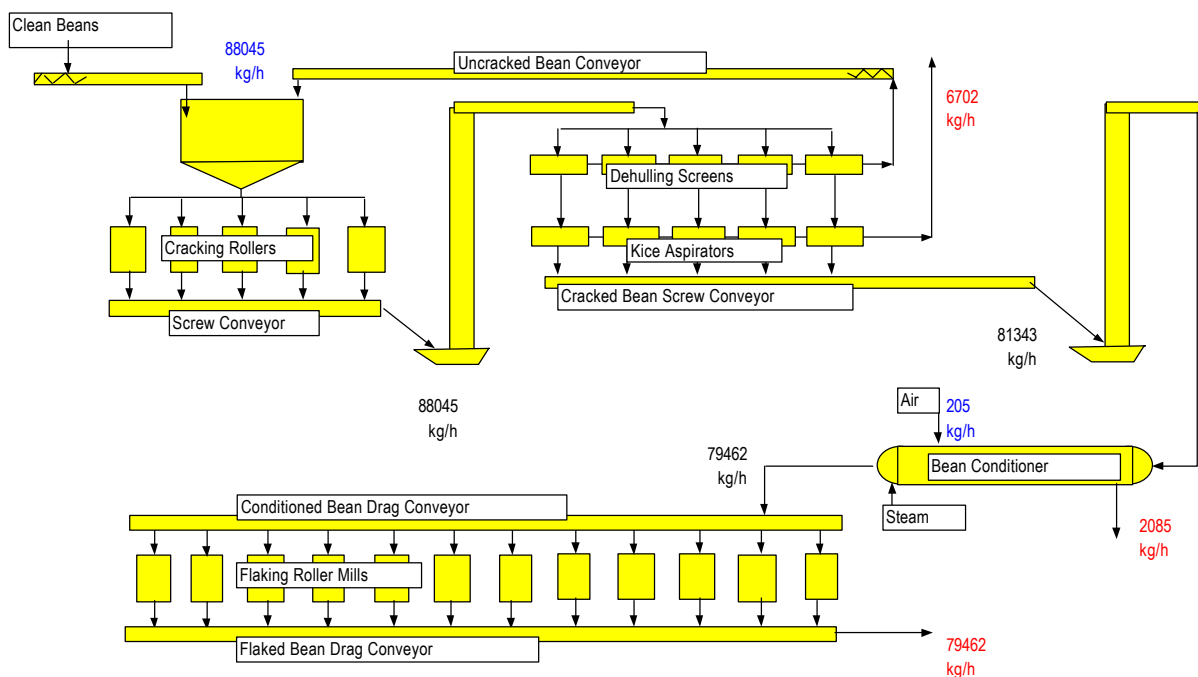 Clean Beans
88045
kg/h
Uncracked Bean Conveyor
6702
kg/h
Dehulling Screens
Cracking Rollers
Kice Aspirators
Cracked Bean Screw Conveyor
Screw Conveyor
81343
kg/h
88045
kg/h
Air
205
kg/h
79462
kg/h
Bean Conditioner
Conditioned Bean Drag Conveyor
Steam
2085
kg/h
Flaking Roller Mills
Flaked Bean Drag Conveyor
79462
kg/h